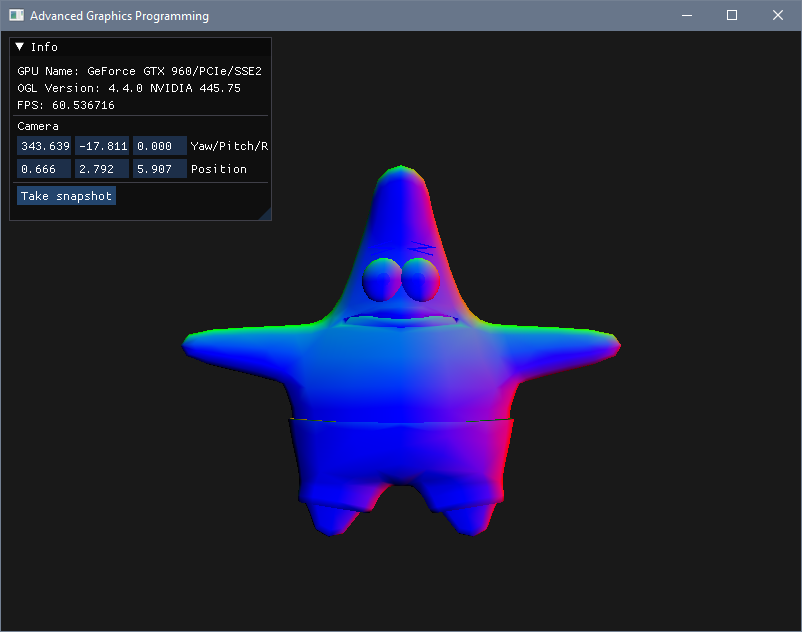 Advanced Graphics Programming
Info
GPU Name: GeForce GTX 960/PCIe/SSE2
OGL Version: 4.4.0 NVIDIA 445.75
FPS: 60.536716
Camera
343.639 -17.811 0.000 Yaw/Pitch/R
0.666 2.792 5.907 Position
Take snapshot